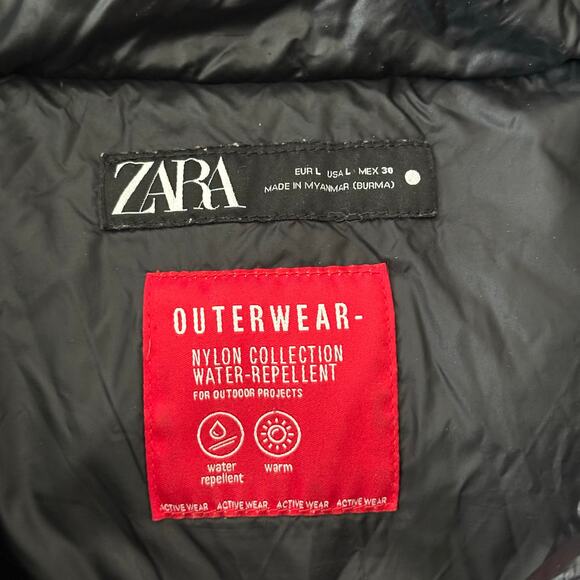 ZARA
EUR L USA L MEX 30
MADE IN MYANMAR (BURMA)
OUTERWEAR-
NYLON COLLECTION
WATER-REPELLENT
FOR OUTDOOR PROJECTS
water
repellent
warm
ACTIVE WEAR ACTIVE WEAR ACTIVE WEAR ACTIVE WEAR